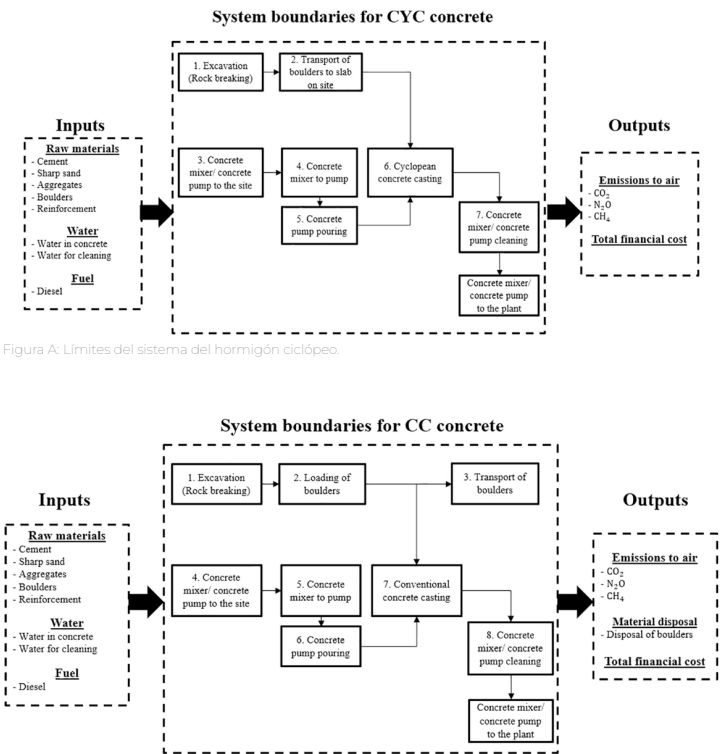 System boundaries for CYC concrete
Inputs
Raw materials
- Cement
- Sharp sand
- Aggregates
- Boulders
- Reinforcement
Water
- Water in concrete
- Water for cleaning
Fuel
- Diesel
1. Excavation
(Rock breaking)
2. Transport of
boulders to slab
on site
3. Concrete
mixer/ concrete
pump to the site
4. Concrete
mixer to pump
5. Concrete
pump pouring
6. Cyclopean
concrete casting
7. Concrete
mixer/ concrete
pump cleaning
Concrete mixer/
concrete pump
to the plant
Outputs
Emissions to air
- CO₂
- N₂O
- CH₄
Total financial cost
Figura A: Límites del sistema del hormigón ciclópeo.
System boundaries for CC concrete
Inputs
Raw materials
- Cement
- Sharp sand
- Aggregates
- Boulders
- Reinforcement
Water
- Water in concrete
- Water for cleaning
Fuel
- Diesel
1. Excavation
(Rock breaking)
2. Loading of
boulders
3. Transport of
boulders
4. Concrete
mixer/ concrete
pump to the site
5. Concrete
mixer to pump
6. Concrete
pump pouring
7. Conventional
concrete casting
8. Concrete
mixer/ concrete
pump cleaning
Concrete mixer/
concrete pump
to the plant
Outputs
Emissions to air
- CO₂
- N₂O
- CH₄
Material disposal
- Disposal of boulders
Total financial cost